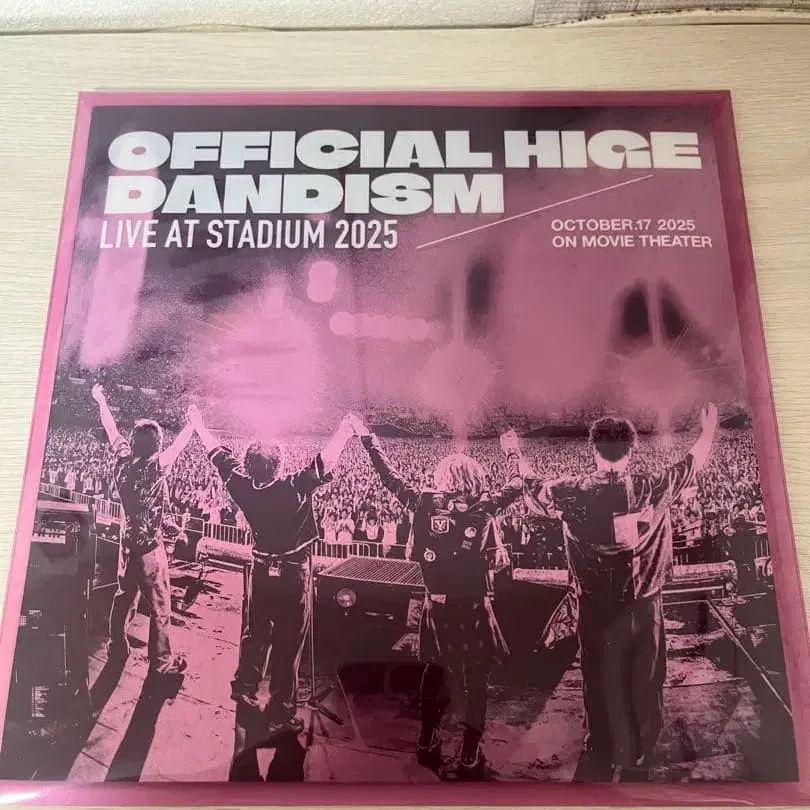 OFFICIAL HIGE
DANDISM
LIVE AT STADIUM 2025
OCTOBER.17 2025
ON MOVIE THEATER